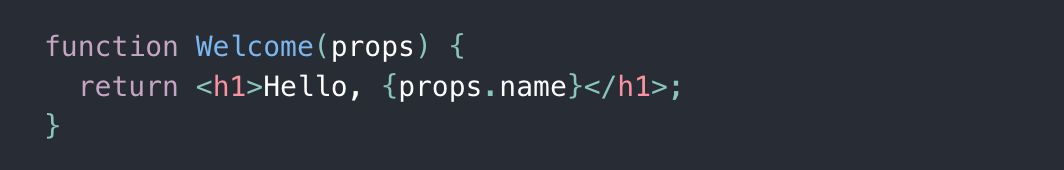 function Welcome(props) {
  return <h1>Hello, {props.name}</h1>;
}